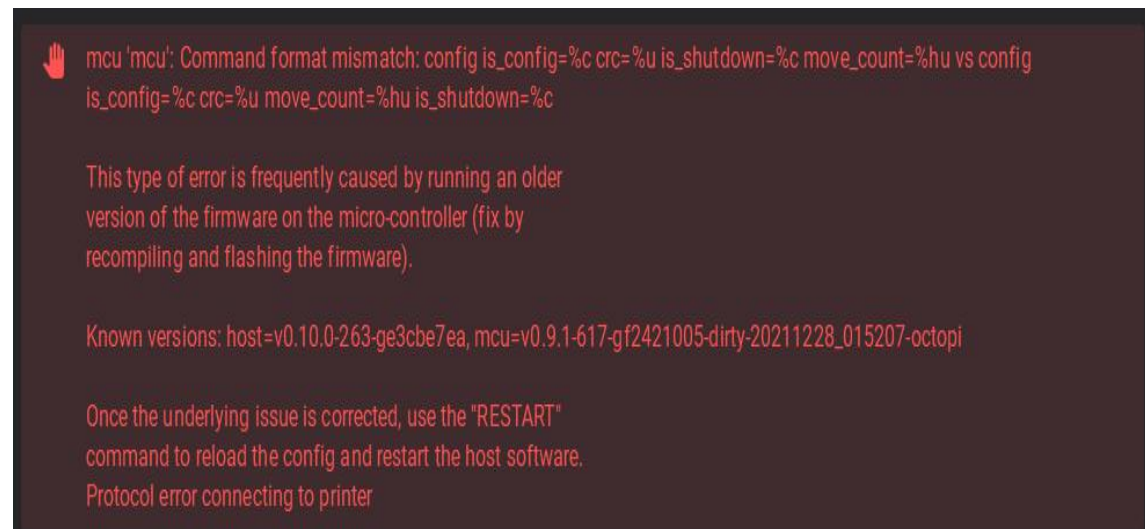 mcu 'mcu': Command format mismatch: config is_config=%c crc=%u is_shutdown=%c move_count=%hu vs config
is_config=%c crc=%u move_count=%hu is_shutdown=%c
This type of error is frequently caused by running an older
version of the firmware on the micro-controller (fix by
recompiling and flashing the firmware).
Known versions: host=v0.10.0-263-ge3cbe7ea, mcu=v0.9.1-617-gf2421005-dirty-20211228_015207-octopi
Once the underlying issue is corrected, use the "RESTART"
command to reload the config and restart the host software.
Protocol error connecting to printer